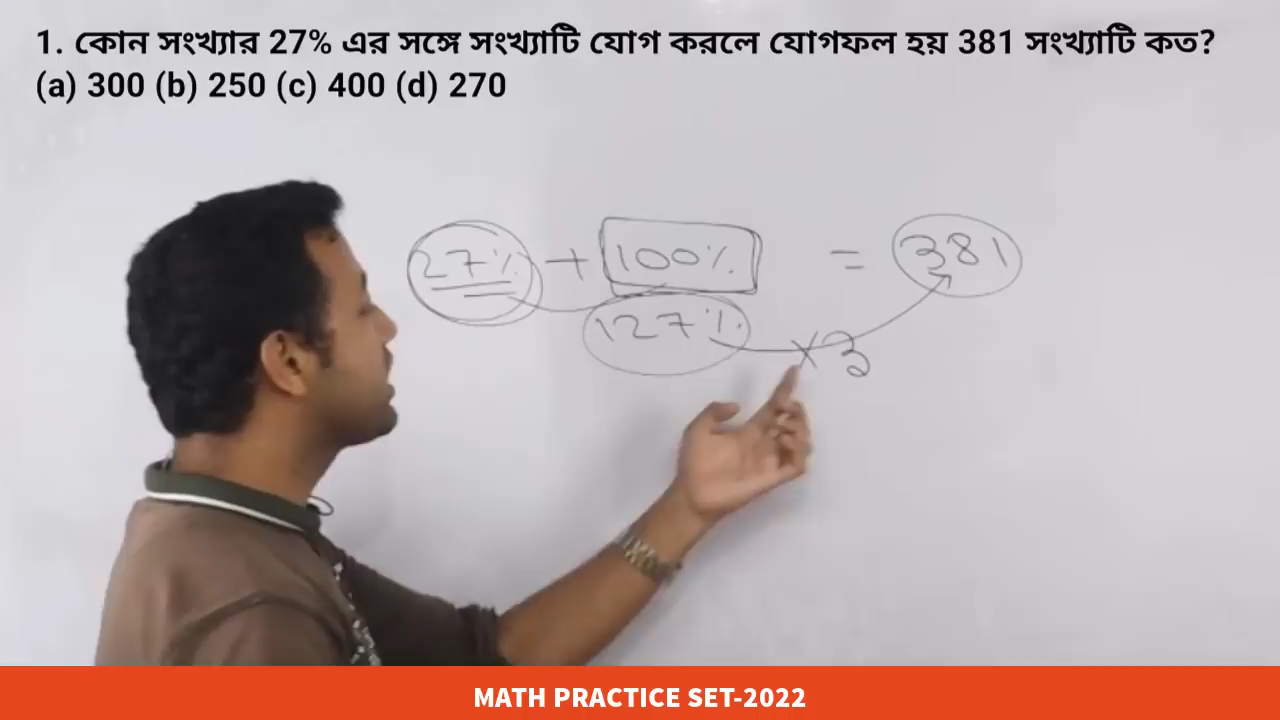 1. কোন সংখ্যার 27% এর সঙ্গে সংখ্যাটি যোগ করলে যোগফল হয় 381 সংখ্যাটি কত?
(a) 300 (b) 250 (c) 400 (d) 270
27% + 100% = 381
127% × 3
MATH PRACTICE SET-2022